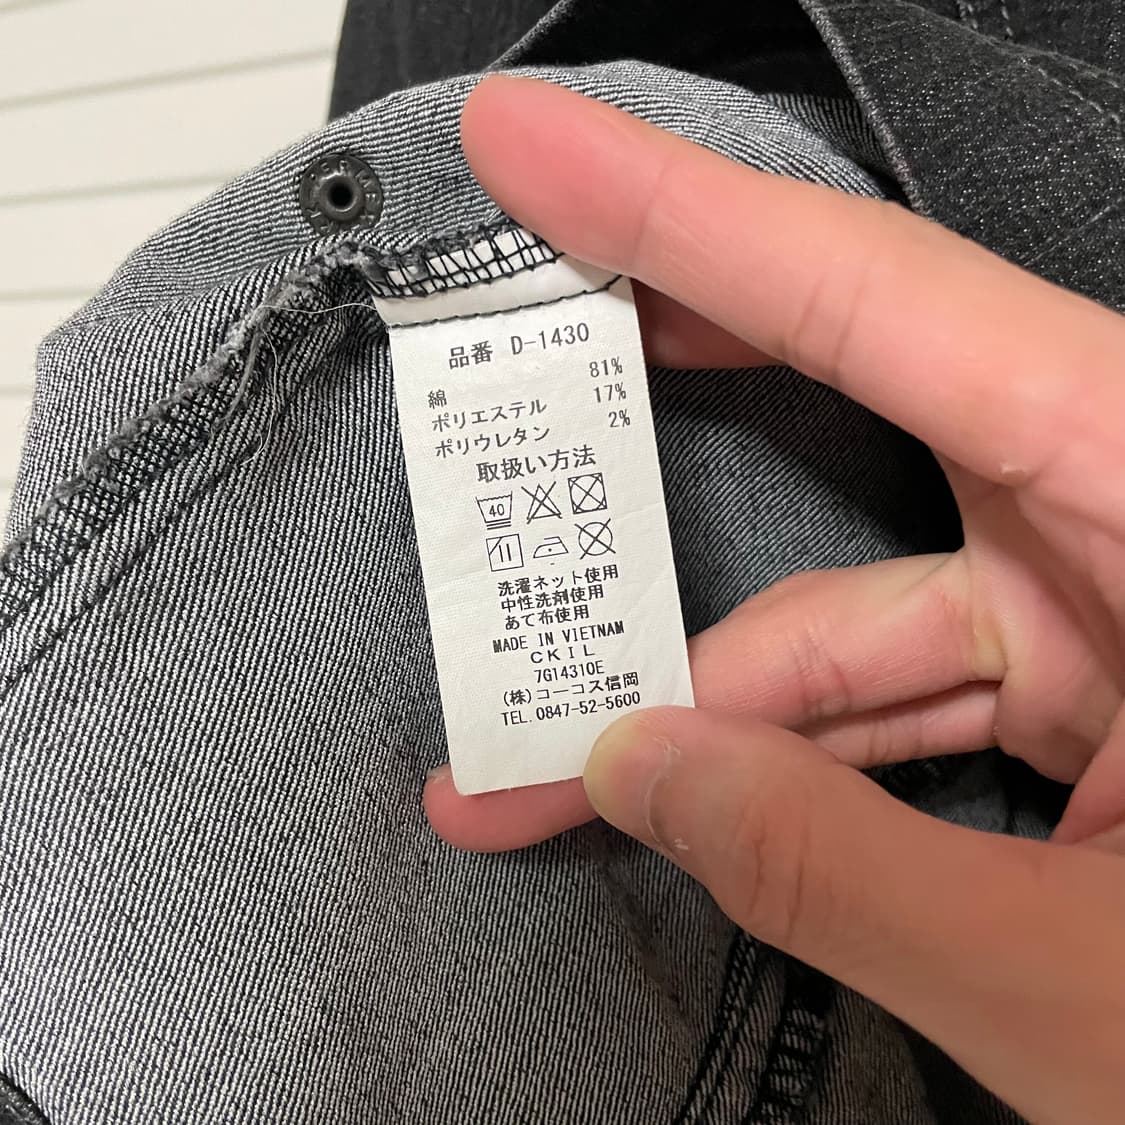 品番 D-1430
綿 81%
ポリエステル 17%
ポリウレタン 2%
取扱い方法
40
洗濯ネット使用
中性洗剤使用
あて布使用
MADE IN VIETNAM
CKIL
7G14310E
(株)コーコス信岡
TEL.0847-52-5600